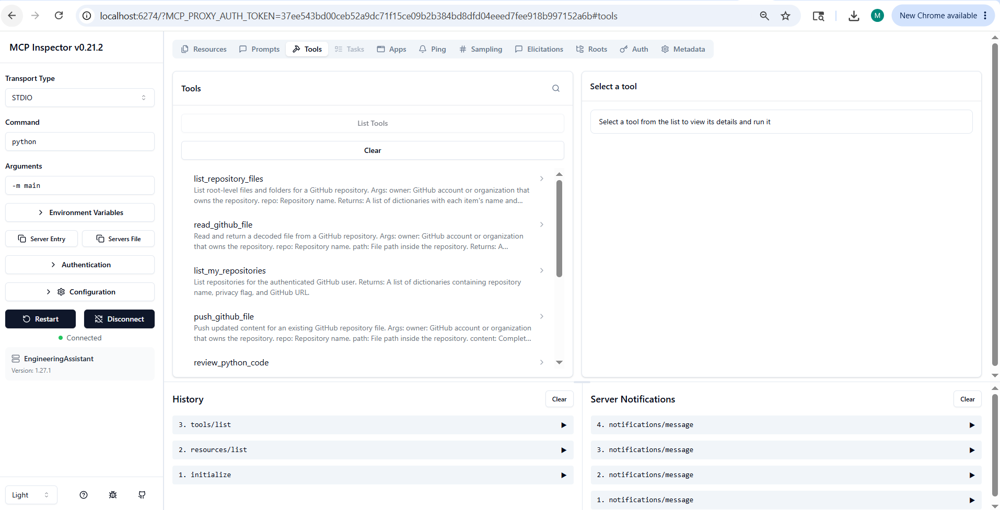 localhost:6274/?MCP_PROXY_AUTH_TOKEN=37ee543bd00ceb52a9dc71f15ce09b2b384bd8dfd04eeed7fee918b997152a6b#tools
M
New Chrome available
MCP Inspector v0.21.2
Transport Type
STDIO
Command
python
Arguments
-m main
Environment Variables
Server Entry
Servers File
Authentication
Configuration
Restart
Disconnect
Connected
EngineeringAssistant
Version: 1.27.1
Light
Resources
Prompts
Tools
Tasks
Apps
Ping
Sampling
Elicitations
Roots
Auth
Metadata
Tools
List Tools
Clear
list_repository_files
List root-level files and folders for a GitHub repository. Args: owner: GitHub account or organization that
owns the repository. repo: Repository name. Returns: A list of dictionaries with each item's name and...
read_github_file
Read and return a decoded file from a GitHub repository. Args: owner: GitHub account or organization
that owns the repository. repo: Repository name. path: File path inside the repository. Returns: A...
list_my_repositories
List repositories for the authenticated GitHub user. Returns: A list of dictionaries containing repository
name, privacy flag, and GitHub URL.
push_github_file
Push updated content for an existing GitHub repository file. Args: owner: GitHub account or organization
that owns the repository. repo: Repository name. path: File path inside the repository. content: Complet...
review_python_code
Select a tool
Select a tool from the list to view its details and run it
History
Clear
3. tools/list
2. resources/list
1. initialize
Server Notifications
Clear
4. notifications/message
3. notifications/message
2. notifications/message
1. notifications/message